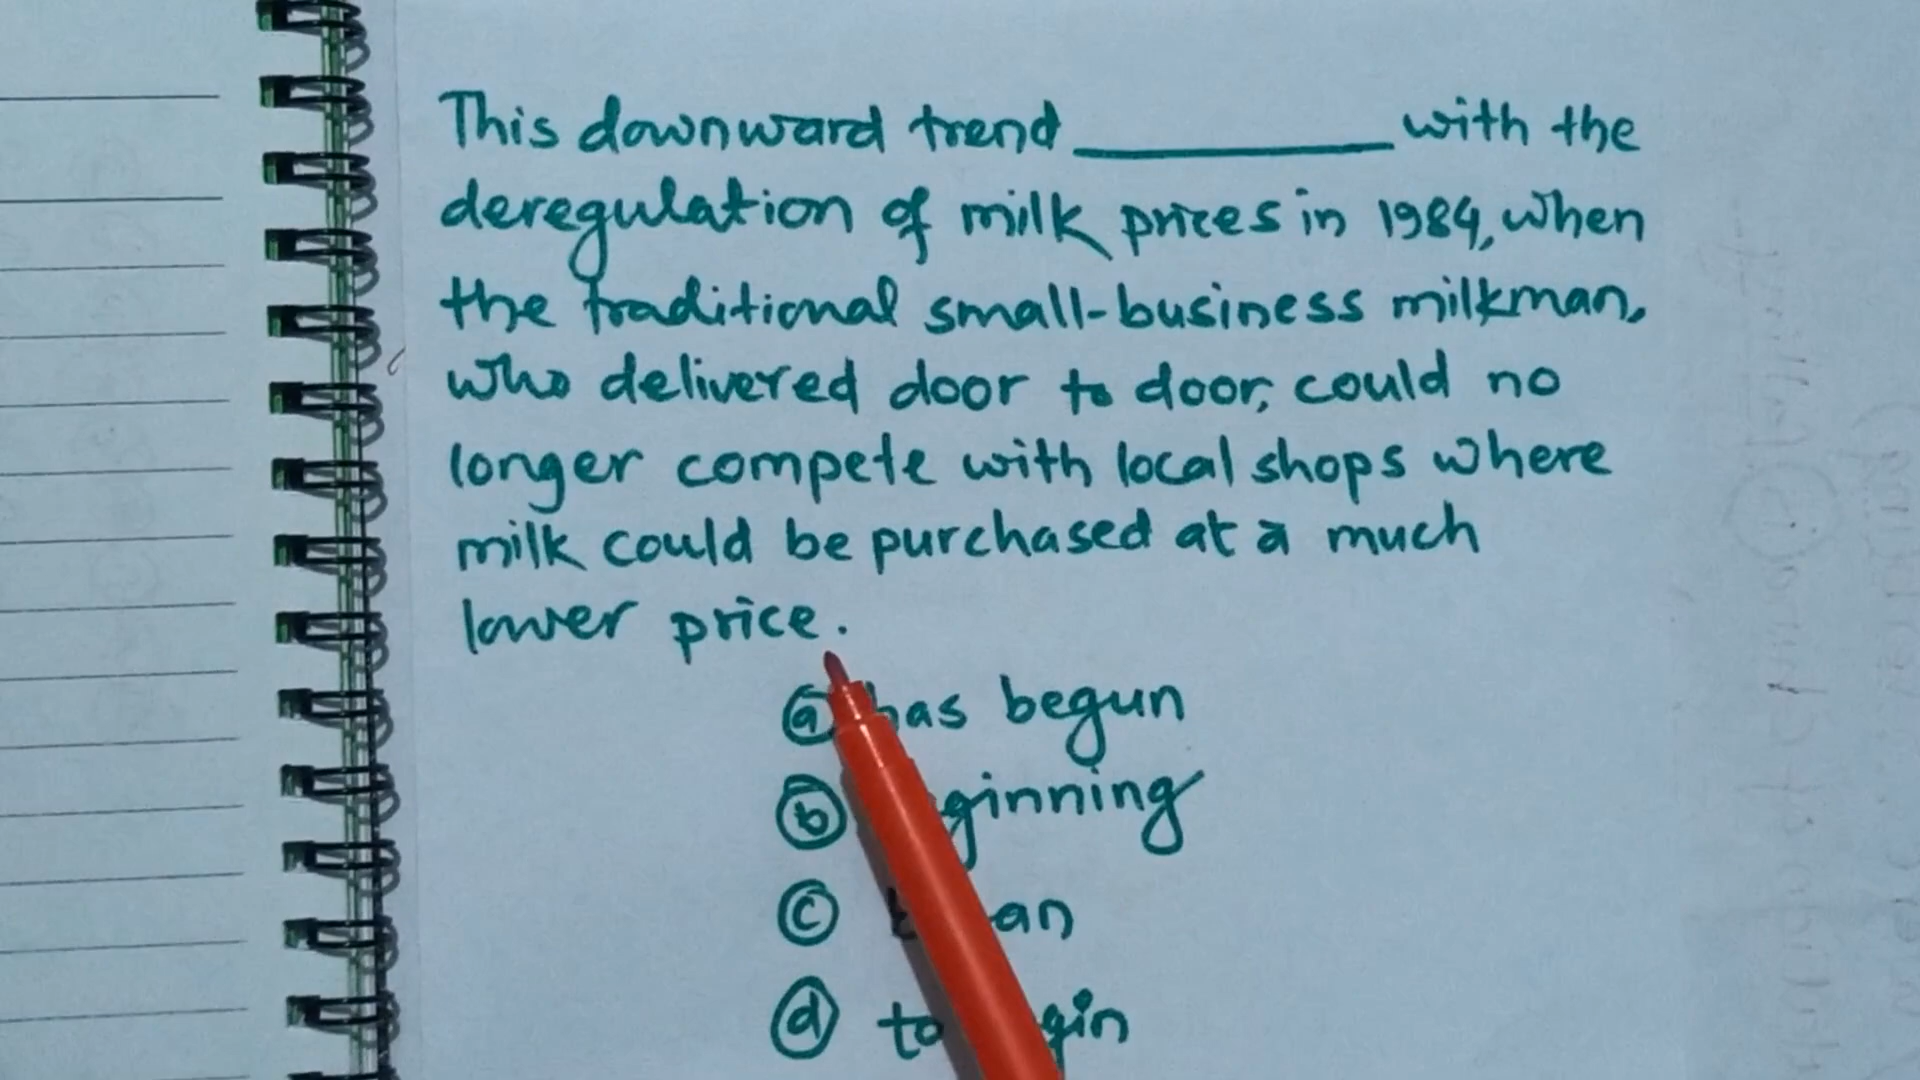 This downward trend __________ with the
deregulation of milk prices in 1984, when
the traditional small-business milkman,
who delivered door to door, could no
longer compete with local shops where
milk could be purchased at a much
lower price.
(a) has begun
(b) ginning
(c) an
(d) to gin